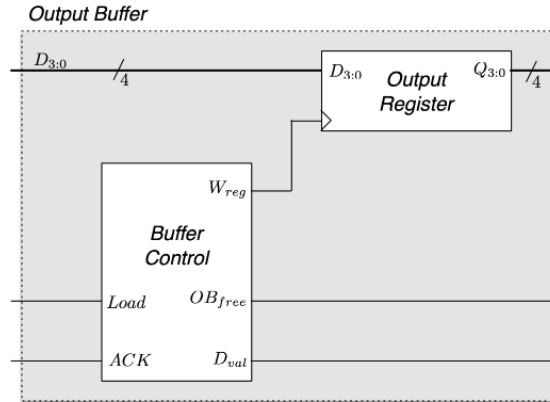 Output Buffer
D3:0
4
D3:0
Q3:0
4
Output
Register
Wreg
Buffer
Control
Load
OBfree
ACK
Dval